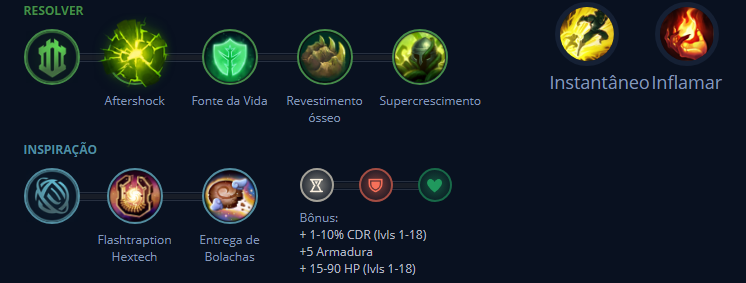 RESOLVER
Aftershock
Fonte da Vida
Revestimento
ósseo
Supercrescimento
Instantâneo
Inflamar
INSPIRAÇÃO
Flashtraption
Hextech
Entrega de
Bolachas
Bônus:
+ 1-10% CDR (lvls 1-18)
+5 Armadura
+ 15-90 HP (lvls 1-18)